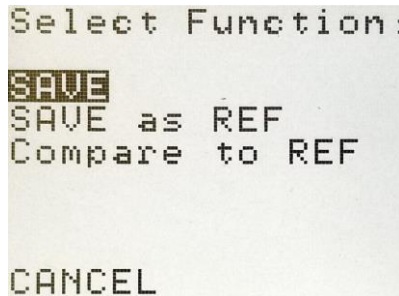 Select Function:
SAVE
SAVE as REF
Compare to REF
CANCEL